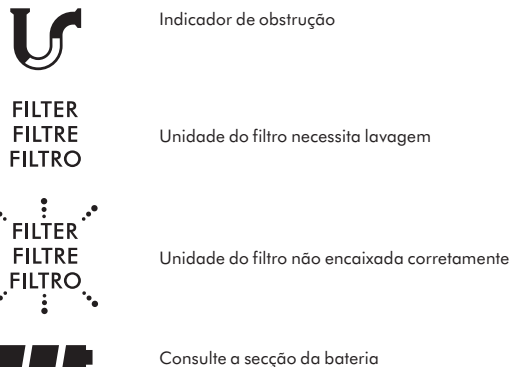 Indicador de obstrução
FILTER
FILTRE
FILTRO
Unidade do filtro necessita lavagem
FILTER
FILTRE
FILTRO
Unidade do filtro não encaixada corretamente
Consulte a secção da bateria